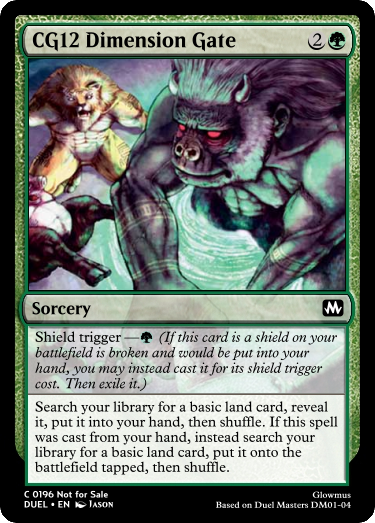 CG12 Dimension Gate 2
Sorcery
Shield trigger — (If this card is a shield on your
battlefield is broken and would be put into your
hand, you may instead cast it for its shield trigger
cost. Then exile it.)
Search your library for a basic land card, reveal
it, put it into your hand, then shuffle. If this spell
was cast from your hand, instead search your
library for a basic land card, put it onto the
battlefield tapped, then shuffle.
C 0196 Not for Sale
Glowmus
DUEL • EN JASON
Based on Duel Masters DM01-04